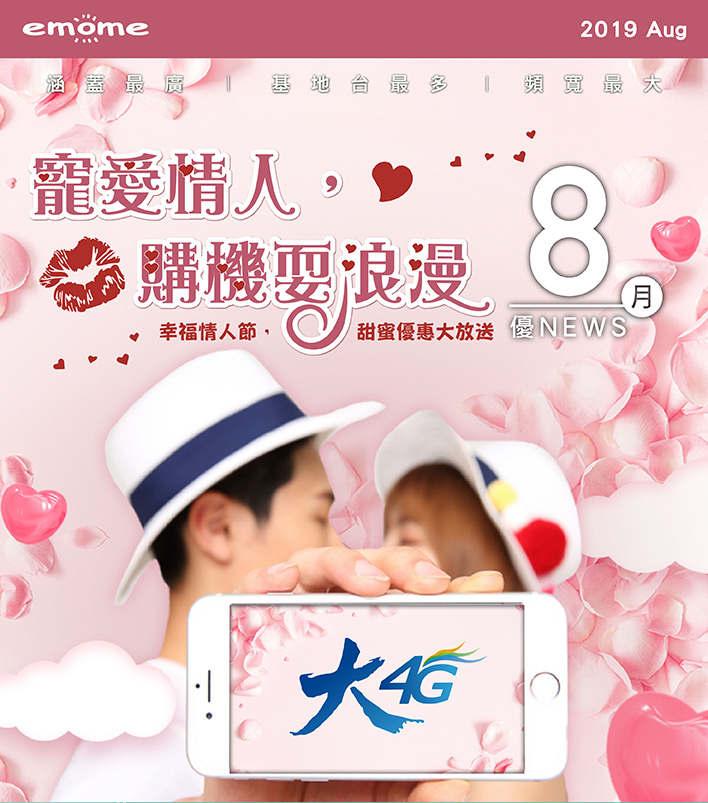 emome
2019 Aug
涵蓋最廣 | 基地台最多 | 頻寬最大
寵愛情人，
購機耍浪漫
幸福情人節，甜蜜優惠大放送
8月
優NEWS
大4G